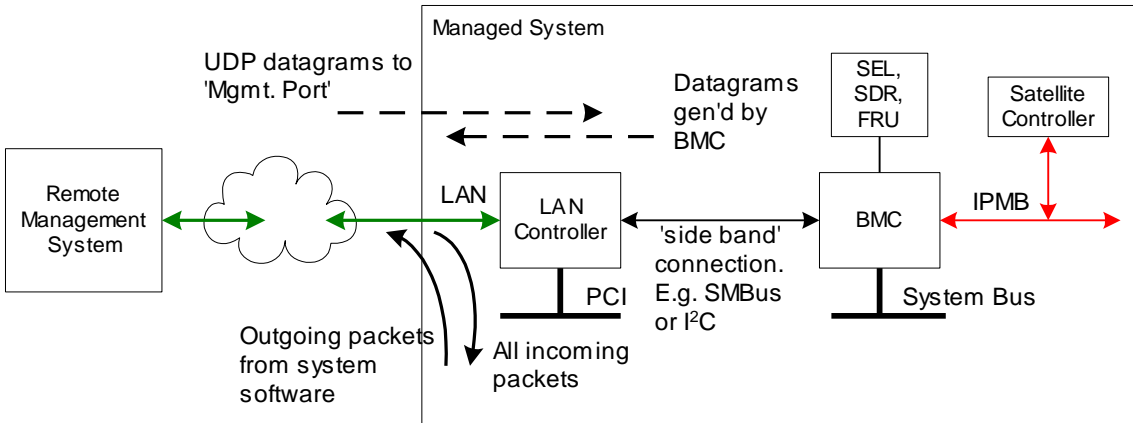 Managed System
UDP datagrams to
'Mgmt. Port'
Datagrams
gen'd by
BMC
SEL,
SDR,
FRU
Satellite
Controller
Remote
Management
System
LAN
LAN
Controller
BMC
IPMB
'side band'
connection.
E.g. SMBus
or I²C
PCI
System Bus
Outgoing packets
from system
software
All incoming
packets